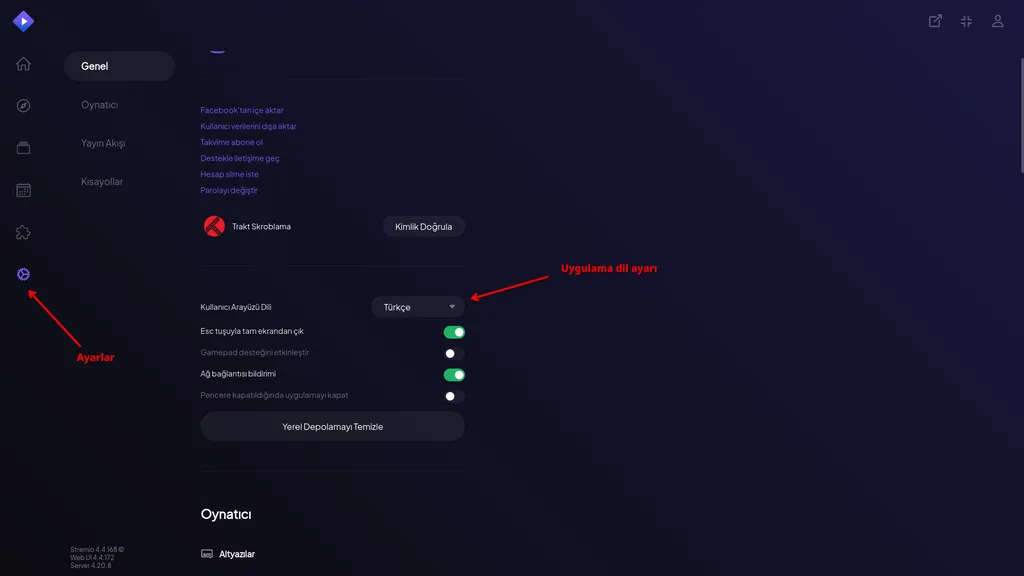 Genel
Oynatıcı
Yayın Akışı
Kısayollar
Facebook'tan içe aktar
Kullanıcı verilerini dışa aktar
Takvime abone ol
Destekle iletişime geç
Hesap silme iste
Parolayı değiştir
Trakt Skroblama
Kimlik Doğrula
Uygulama dil ayarı
Kullanıcı Arayüzü Dili
Türkçe
Esc tuşuyla tam ekrandan çık
Gamepad desteğini etkinleştir
Ayarlar
Ağ bağlantısı bildirimi
Pencere kapatıldığında uygulamayı kapat
Yerel Depolamayı Temizle
Oynatıcı
Altyazılar
Stremio 4.4.168 ©
Web UI 4.4.172
Server 4.20.8